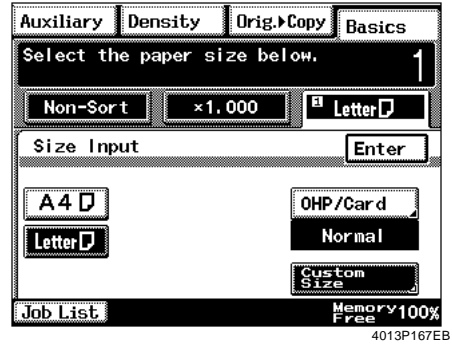 Auxiliary Density Orig.▸Copy Basics
Select the paper size below. 1
Non-Sort ×1.000 1 Letter
Size Input Enter
A4 OHP/Card
Letter Normal
Custom
Size
Job List Memory 100%
Free
4013P167EB